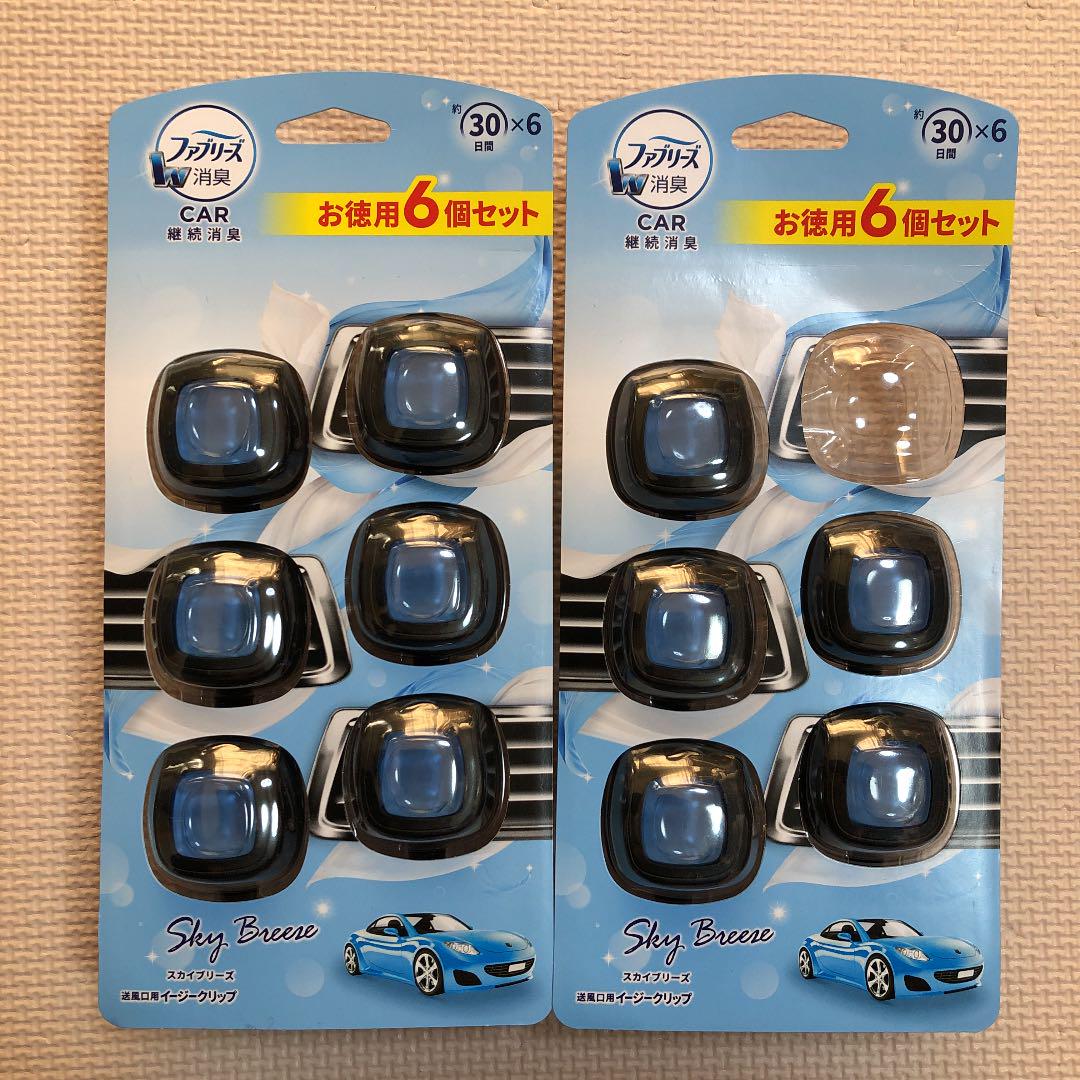 ファブリーズ
W消臭
CAR
継続消臭
約30日間×6
お徳用6個セット
Sky Breeze
スカイブリーズ
送風口用イージークリップ
ファブリーズ
W消臭
CAR
継続消臭
約30日間×6
お徳用6個セット
Sky Breeze
スカイブリーズ
送風口用イージークリップ